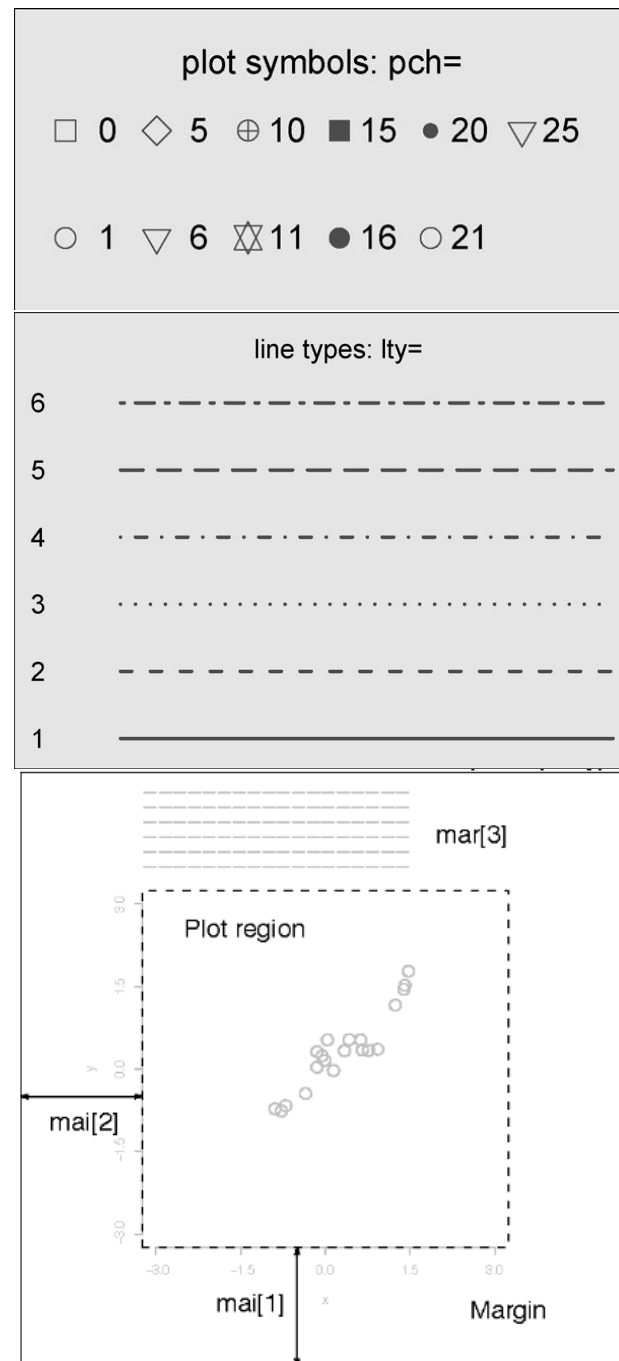 plot symbols: pch=
0 5 10 15 20 25
1 6 11 16 21
line types: lty=
6
5
4
3
2
1
mar[3]
3.0
Plot region
1.5
0.0
y
mai[2]
-1.5
-3.0
-3.0 -1.5 0.0 1.5 3.0
mai[1]
x
Margin